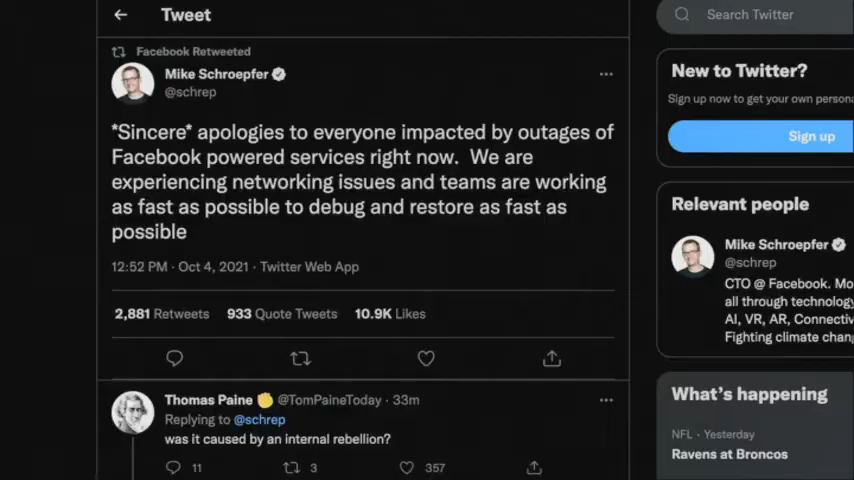 Tweet
Search Twitter
Facebook Retweeted
Mike Schroepfer
@schrep
*Sincere* apologies to everyone impacted by outages of
Facebook powered services right now. We are
experiencing networking issues and teams are working
as fast as possible to debug and restore as fast as
possible
12:52 PM · Oct 4, 2021 · Twitter Web App
2,881 Retweets 933 Quote Tweets 10.9K Likes
Thomas Paine ✊ @TomPaineToday · 33m
Replying to @schrep
was it caused by an internal rebellion?
11 3 357
New to Twitter?
Sign up now to get your own persona
Sign up
Relevant people
Mike Schroepfer
@schrep
CTO @ Facebook. Mo
all through technology
AI, VR, AR, Connectiv
Fighting climate chan
What's happening
NFL · Yesterday
Ravens at Broncos